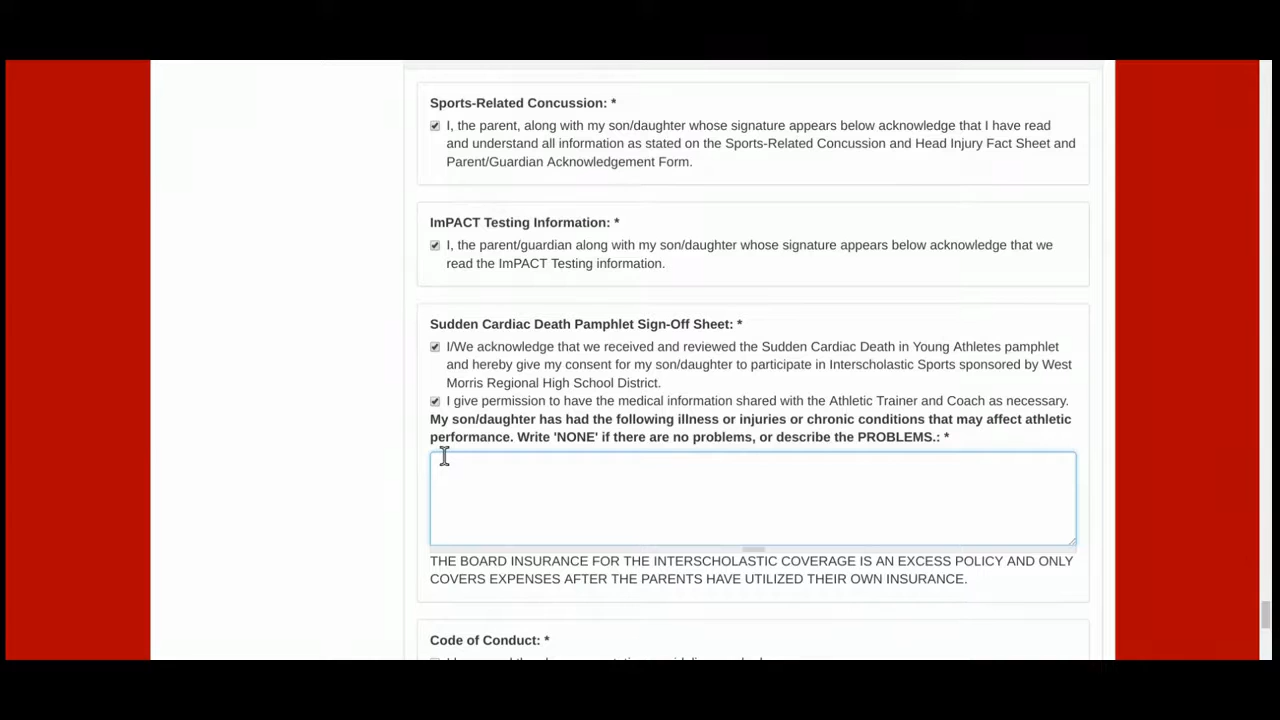 Sports-Related Concussion: *
I, the parent, along with my son/daughter whose signature appears below acknowledge that I have read
and understand all information as stated on the Sports-Related Concussion and Head Injury Fact Sheet and
Parent/Guardian Acknowledgement Form.
ImPACT Testing Information: *
I, the parent/guardian along with my son/daughter whose signature appears below acknowledge that we
read the ImPACT Testing information.
Sudden Cardiac Death Pamphlet Sign-Off Sheet: *
I/We acknowledge that we received and reviewed the Sudden Cardiac Death in Young Athletes pamphlet
and hereby give my consent for my son/daughter to participate in Interscholastic Sports sponsored by West
Morris Regional High School District.
I give permission to have the medical information shared with the Athletic Trainer and Coach as necessary.
My son/daughter has had the following illness or injuries or chronic conditions that may affect athletic
performance. Write 'NONE' if there are no problems, or describe the PROBLEMS.: *
THE BOARD INSURANCE FOR THE INTERSCHOLASTIC COVERAGE IS AN EXCESS POLICY AND ONLY
COVERS EXPENSES AFTER THE PARENTS HAVE UTILIZED THEIR OWN INSURANCE.
Code of Conduct: *